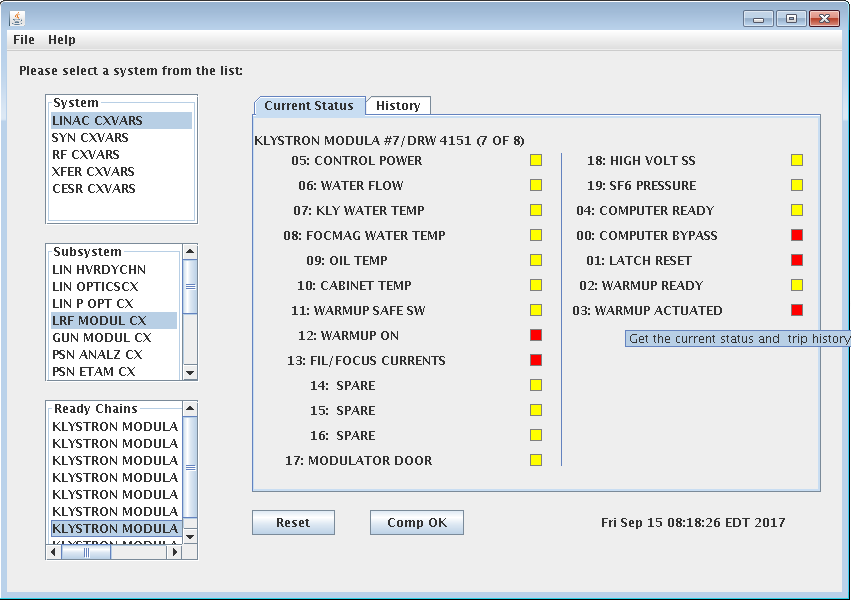 File Help
Please select a system from the list:
System
LINAC CXVARS
SYN CXVARS
RF CXVARS
XFER CXVARS
CESR CXVARS
Subsystem
LIN HVRDYCHN
LIN OPTICSCX
LIN P OPT CX
LRF MODUL CX
GUN MODUL CX
PSN ANALZ CX
PSN ETAM CX
Ready Chains
KLYSTRON MODULA
KLYSTRON MODULA
KLYSTRON MODULA
KLYSTRON MODULA
KLYSTRON MODULA
KLYSTRON MODULA
KLYSTRON MODULA
KLYSTRON MODULA
Current Status History
KLYSTRON MODULA #7/DRW 4151 (7 OF 8)
05: CONTROL POWER
06: WATER FLOW
07: KLY WATER TEMP
08: FOCMAG WATER TEMP
09: OIL TEMP
10: CABINET TEMP
11: WARMUP SAFE SW
12: WARMUP ON
13: FIL/FOCUS CURRENTS
14: SPARE
15: SPARE
16: SPARE
17: MODULATOR DOOR
18: HIGH VOLT SS
19: SF6 PRESSURE
04: COMPUTER READY
00: COMPUTER BYPASS
01: LATCH RESET
02: WARMUP READY
03: WARMUP ACTUATED
Get the current status and trip history
Reset Comp OK Fri Sep 15 08:18:26 EDT 2017